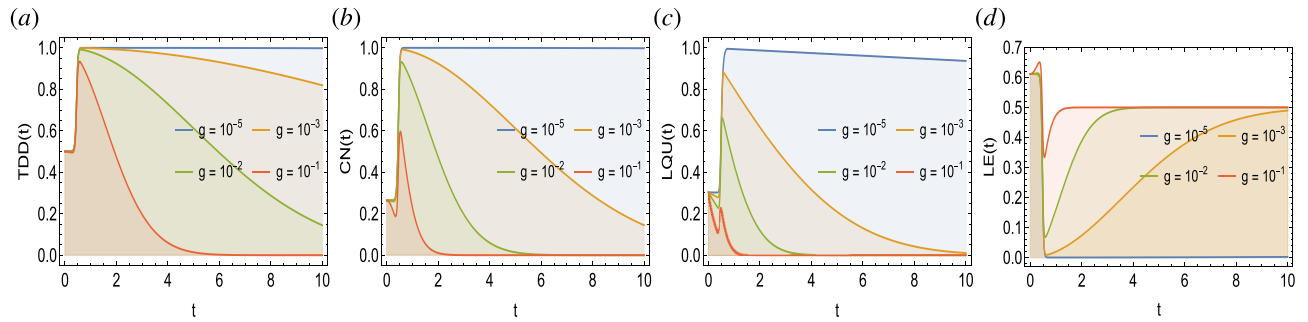 (a) (b) (c) (d)
TDD(t)
1.0
0.8
0.6
0.4
0.2
0.0
g = 10⁻⁵ g = 10⁻³
g = 10⁻² g = 10⁻¹
0 2 4 6 8 10
t
CN(t)
1.0
0.8
0.6
0.4
0.2
0.0
g = 10⁻⁵ g = 10⁻³
g = 10⁻² g = 10⁻¹
0 2 4 6 8 10
t
LQU(t)
1.0
0.8
0.6
0.4
0.2
0.0
g = 10⁻⁵ g = 10⁻³
g = 10⁻² g = 10⁻¹
0 2 4 6 8 10
t
LE(t)
0.7
0.6
0.5
0.4
0.3
0.2
0.1
0.0
g = 10⁻⁵ g = 10⁻³
g = 10⁻² g = 10⁻¹
0 2 4 6 8 10
t